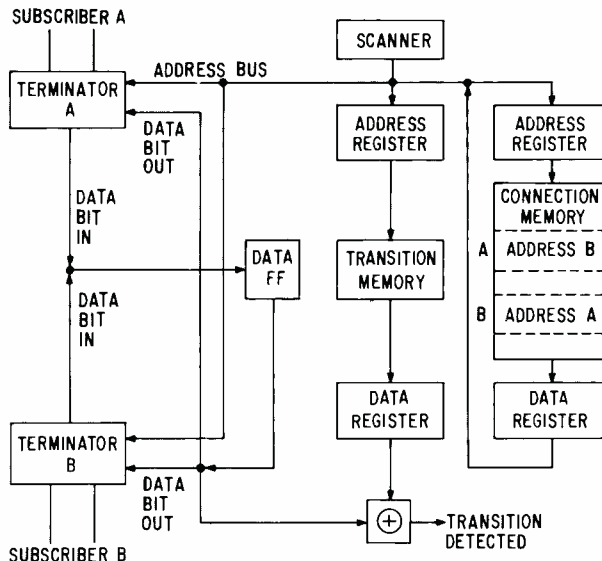 SUBSCRIBER A
SCANNER
ADDRESS BUS
TERMINATOR
A
DATA
BIT
OUT
ADDRESS
REGISTER
ADDRESS
REGISTER
DATA
BIT
IN
CONNECTION
MEMORY
A
ADDRESS B
DATA
FF
TRANSITION
MEMORY
DATA
BIT
IN
B
ADDRESS A
DATA
REGISTER
DATA
REGISTER
TERMINATOR
B
DATA
BIT
OUT
⊕
TRANSITION
DETECTED
SUBSCRIBER B